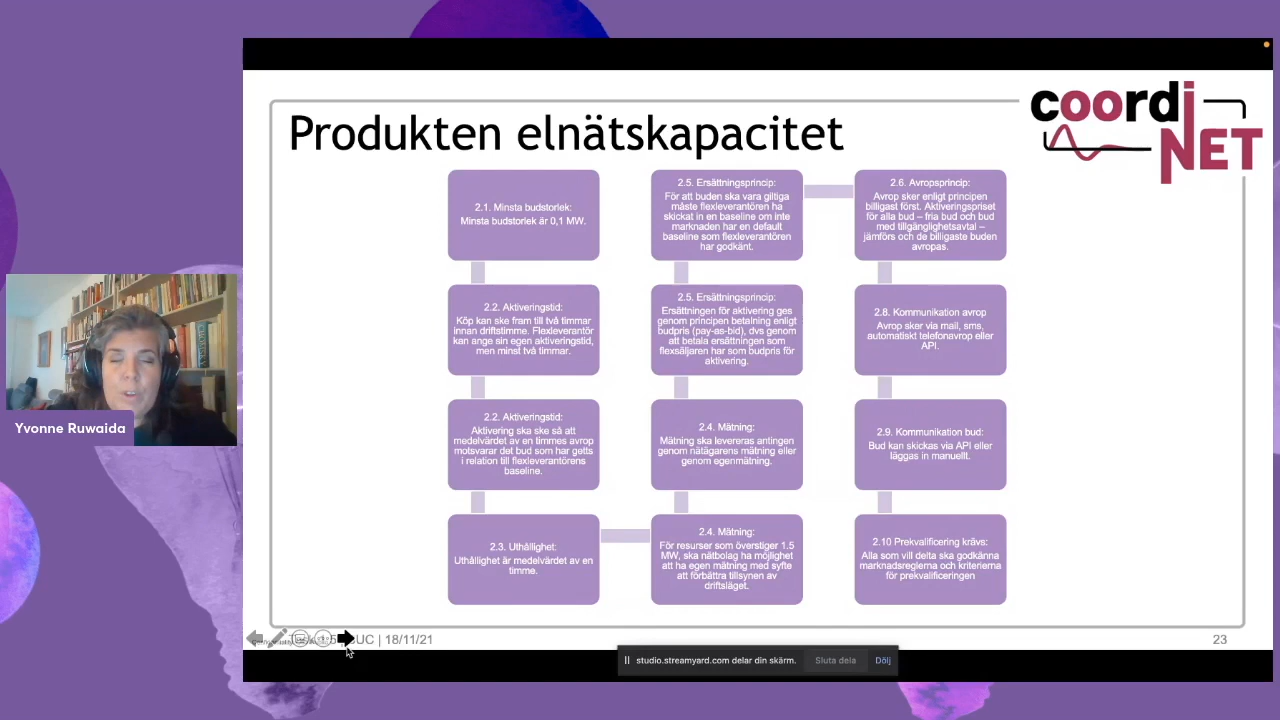 coordi
NET
Produkten elnätskapacitet
2.1. Minsta budstorlek:
Minsta budstorlek är 0,1 MW.
2.2. Aktiveringstid:
Köp kan ske fram till två timmar
innan driftstimme. Flexleverantör
kan ange sin egen aktiveringstid,
men minst två timmar.
2.2. Aktiveringstid:
Aktivering ska ske så att
medelvärdet av en timmes avrop
motsvarar det bud som har getts
i relation till flexleverantörens
baseline.
2.3. Uthållighet:
Uthållighet är medelvärdet av en
timme.
2.5. Ersättningsprincip:
För att buden ska vara giltiga
måste flexleverantören ha
skickat in en baseline om inte
marknaden har en default
baseline som flexleverantören
har godkänt.
2.5. Ersättningsprincip:
Ersättningen för aktivering ges
genom principen betalning enligt
budpris (pay-as-bid), dvs genom
att betala ersättningen som
flexsäljaren har som budpris för
aktivering.
2.4. Mätning:
Mätning ska levereras antingen
genom nätägarens mätning eller
genom egenmätning.
2.4. Mätning:
För resurser som överstiger 1.5
MW, ska nätbolag ha möjlighet
att ha egen mätning med syfte
att förbättra tillsynen av
driftsläget.
2.6. Avropsprincip:
Avrop sker enligt principen
billigast först. Aktiveringspriset
för alla bud – fria bud och bud
med tillgänglighetsavtal –
jämförs och de billigaste buden
avropas.
2.8. Kommunikation avrop
Avrop sker via mail, sms,
automatiskt telefonavrop eller
API.
2.9. Kommunikation bud:
Bud kan skickas via API eller
läggas in manuellt.
2.10 Prekvalificering krävs:
Alla som vill delta ska godkänna
marknadsreglerna och kriterierna
för prekvalificeringen
Yvonne Ruwaida
UC | 18/11/21
23
studio.streamyard.com delar din skärm.
Sluta dela
Dölj